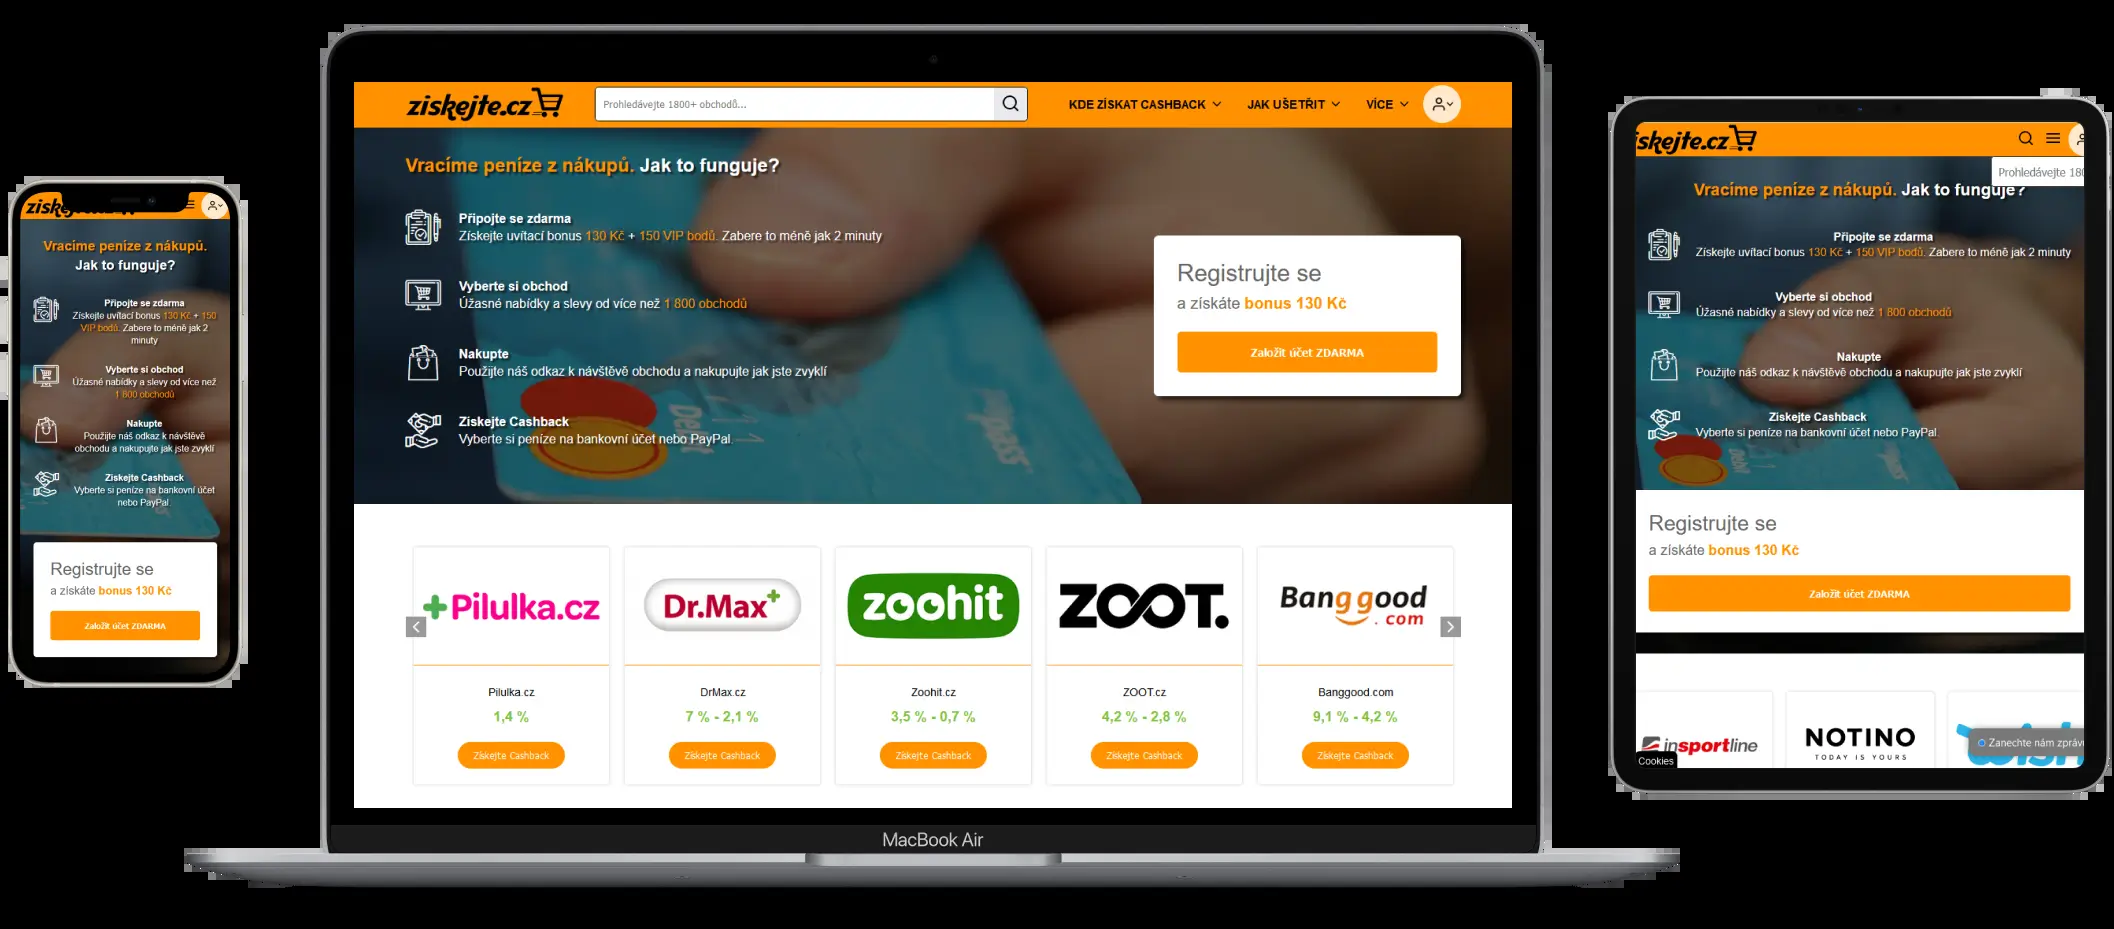 získejte.cz
Prohledávejte 1800+ obchodů...
KDE ZÍSKAT CASHBACK
JAK UŠETŘIT
VÍCE
Vracíme peníze z nákupů. Jak to funguje?
Připojte se zdarma
Získejte uvítací bonus 130 Kč + 150 VIP bodů. Zabere to méně jak 2 minuty
Vyberte si obchod
Úžasné nabídky a slevy od více než 1 800 obchodů
Nakupte
Použijte náš odkaz k návštěvě obchodu a nakupujte jak jste zvyklí
Získejte Cashback
Vyberte si peníze na bankovní účet nebo PayPal.
Registrujte se
a získáte bonus 130 Kč
Založit účet ZDARMA
Debit
Pilulka.cz
Dr.Max
zoohit
ZOOT.
Banggood
.com
Pilulka.cz
DrMax.cz
Zoohit.cz
ZOOT.cz
Banggood.com
1,4 %
7 % - 2,1 %
3,5 % - 0,7 %
4,2 % - 2,8 %
9,1 % - 4,2 %
Získejte Cashback
Získejte Cashback
Získejte Cashback
Získejte Cashback
Získejte Cashback
MacBook Air
Vracíme peníze z nákupů.
Jak to funguje?
Připojte se zdarma
Získejte uvítací bonus 130 Kč + 150
VIP bodů. Zabere to méně jak 2
minuty
Vyberte si obchod
Úžasné nabídky a slevy od více než
1 800 obchodů
Nakupte
Použijte náš odkaz k návštěvě
obchodu a nakupujte jak jste zvyklí
Získejte Cashback
Vyberte si peníze na bankovní účet
nebo PayPal.
Registrujte se
a získáte bonus 130 Kč
Založit účet ZDARMA
ískejte.cz
Prohledávejte 180
Vracíme peníze z nákupů. Jak to funguje?
Připojte se zdarma
Získejte uvítací bonus 130 Kč + 150 VIP bodů. Zabere to méně jak 2 minuty
Vyberte si obchod
Úžasné nabídky a slevy od více než 1 800 obchodů
Nakupte
Použijte náš odkaz k návštěvě obchodu a nakupujte jak jste zvyklí
Získejte Cashback
Vyberte si peníze na bankovní účet nebo PayPal.
Registrujte se
a získáte bonus 130 Kč
Založit účet ZDARMA
insportline
NOTINO
TODAY IS YOURS
Zanechte nám zpráv
Cookies